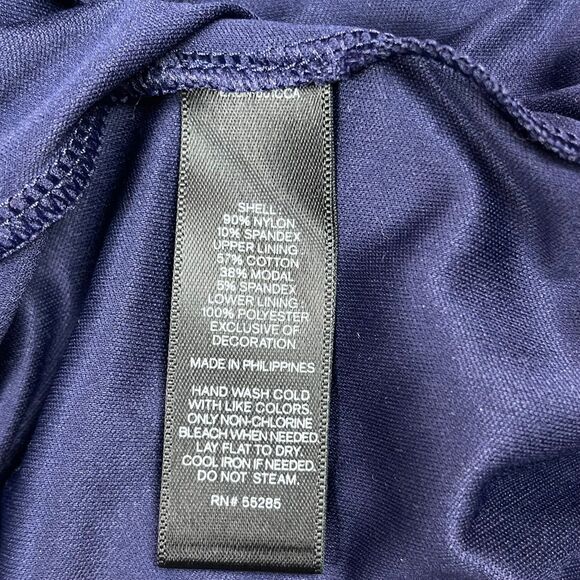 SHELL:
90% NYLON
10% SPANDEX
UPPER LINING
57% COTTON
38% MODAL
5% SPANDEX
LOWER LINING
100% POLYESTER
EXCLUSIVE OF
DECORATION
MADE IN PHILIPPINES
HAND WASH COLD
WITH LIKE COLORS.
ONLY NON-CHLORINE
BLEACH WHEN NEEDED.
LAY FLAT TO DRY.
COOL IRON IF NEEDED.
DO NOT STEAM.
RN# 55285